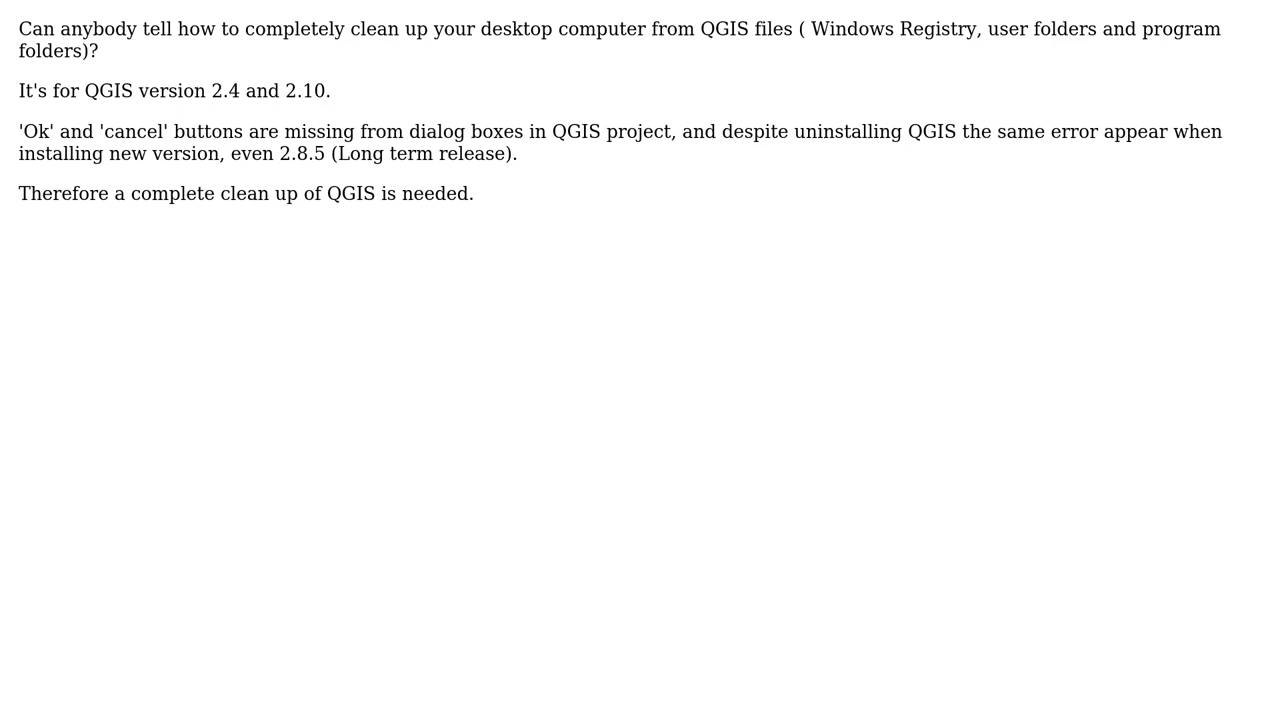 Can anybody tell how to completely clean up your desktop computer from QGIS files ( Windows Registry, user folders and program
folders)?
It's for QGIS version 2.4 and 2.10.
'Ok' and 'cancel' buttons are missing from dialog boxes in QGIS project, and despite uninstalling QGIS the same error appear when
installing new version, even 2.8.5 (Long term release).
Therefore a complete clean up of QGIS is needed.